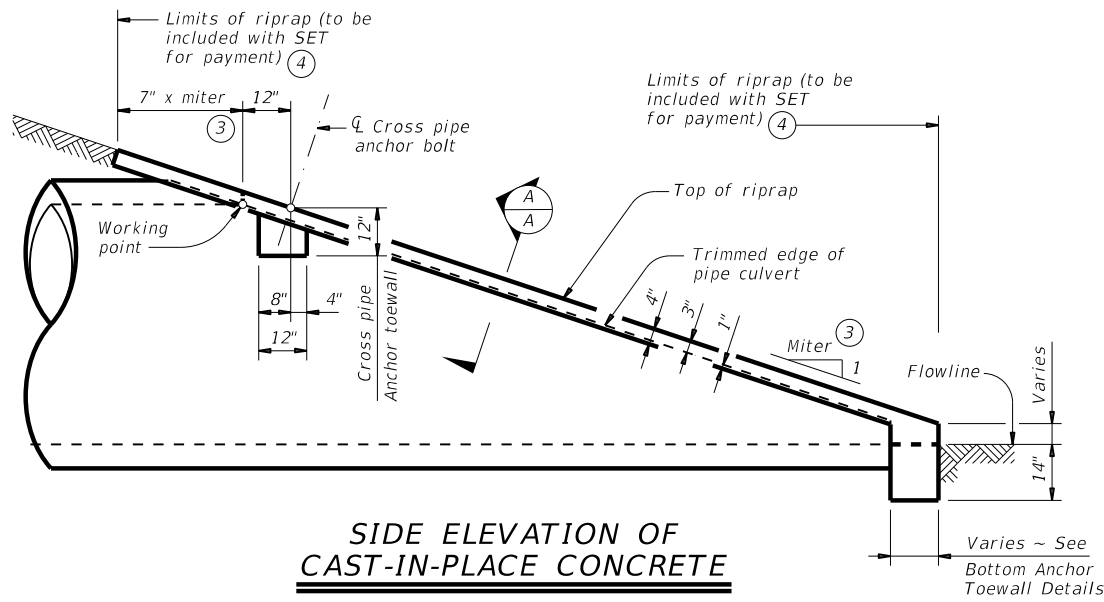 Limits of riprap (to be
included with SET
for payment) 4
7" x miter
12"
3
℄ Cross pipe
anchor bolt
Limits of riprap (to be
included with SET
for payment) 4
A
A
Top of riprap
Working
point
12"
Trimmed edge of
pipe culvert
8"
4"
12"
Cross pipe
Anchor toewall
4"
3"
1"
Miter 3
1
Flowline
Varies
14"
SIDE ELEVATION OF
CAST-IN-PLACE CONCRETE
Varies ~ See
Bottom Anchor
Toewall Details